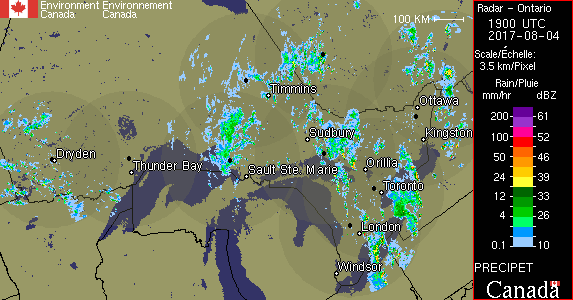 Environment Environnement
Canada Canada
100 KM
Timmins
Ottawa
Sudbury
Kingston
Dryden
Thunder Bay
Sault Ste. Marie
Orillia
Toronto
London
Windsor
Radar - Ontario
1900 UTC
2017-08-04
Scale/Échelle:
3.5 km/Pixel
Rain/Pluie
mm/hr dBZ
200 61
100 52
50 46
24 39
12 33
4 26
0.1 10
PRECIPET
Canada